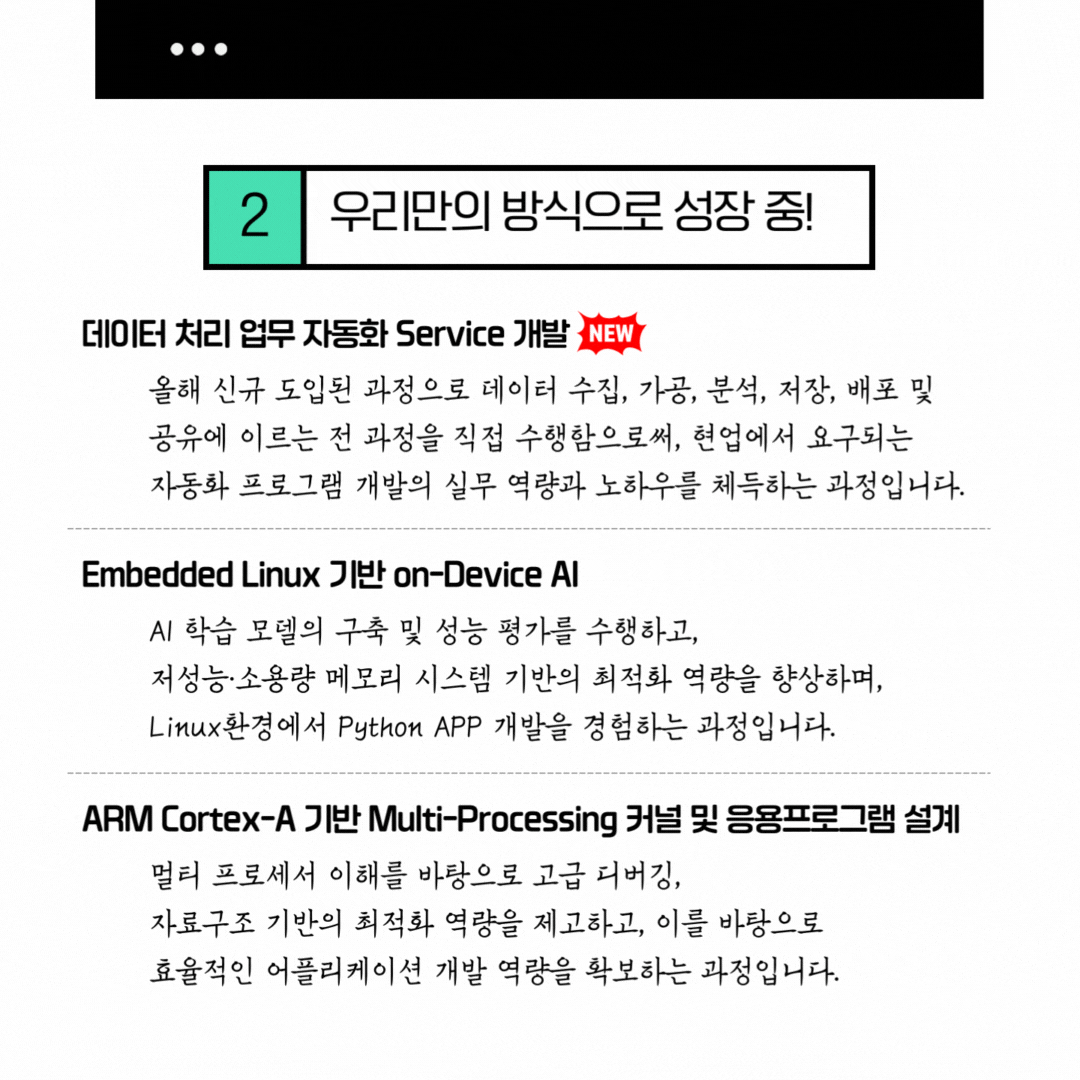 2
우리만의 방식으로 성장 중!
데이터 처리 업무 자동화 Service 개발 NEW
올해 신규 도입된 과정으로 데이터 수집, 가공, 분석, 저장, 배포 및
공유에 이르는 전 과정을 직접 수행함으로써, 현업에서 요구되는
자동화 프로그램 개발의 실무 역량과 노하우를 체득하는 과정입니다.
Embedded Linux 기반 on-Device AI
AI 학습 모델의 구축 및 성능 평가를 수행하고,
저성능·소용량 메모리 시스템 기반의 최적화 역량을 향상하며,
Linux환경에서 Python APP 개발을 경험하는 과정입니다.
ARM Cortex-A 기반 Multi-Processing 커널 및 응용프로그램 설계
멀티 프로세서 이해를 바탕으로 고급 디버깅,
자료구조 기반의 최적화 역량을 제고하고, 이를 바탕으로
효율적인 어플리케이션 개발 역량을 확보하는 과정입니다.